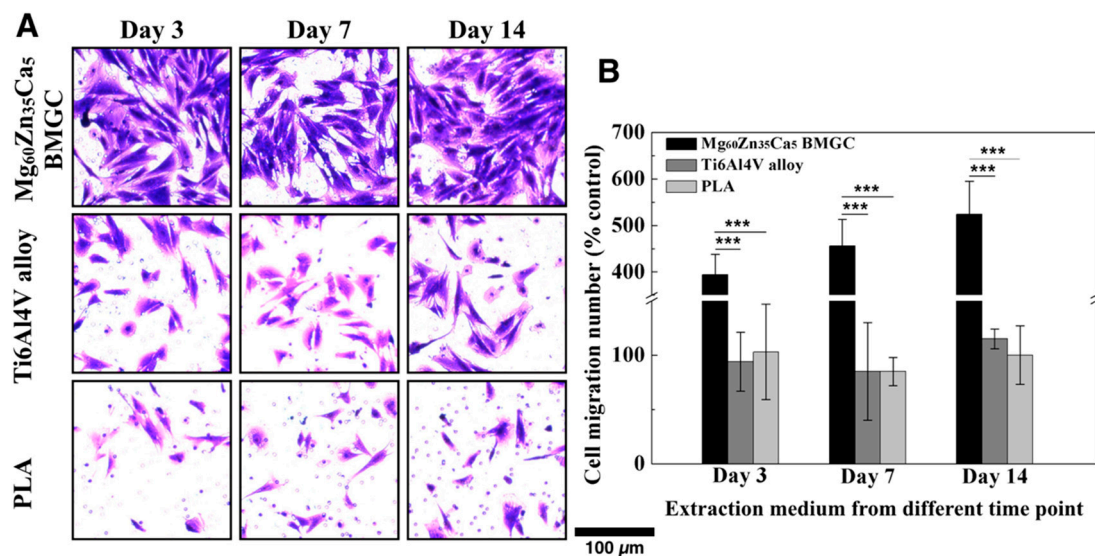 A
Day 3 Day 7 Day 14
Mg60Zn35Ca5
BMGC
Ti6Al4V alloy
PLA
B
Cell migration number (% control)
700
600
500
400
100
0
Mg60Zn35Ca5 BMGC
Ti6Al4V alloy
PLA
***
***
***
***
***
***
Day 3 Day 7 Day 14
Extraction medium from different time point
100 μm